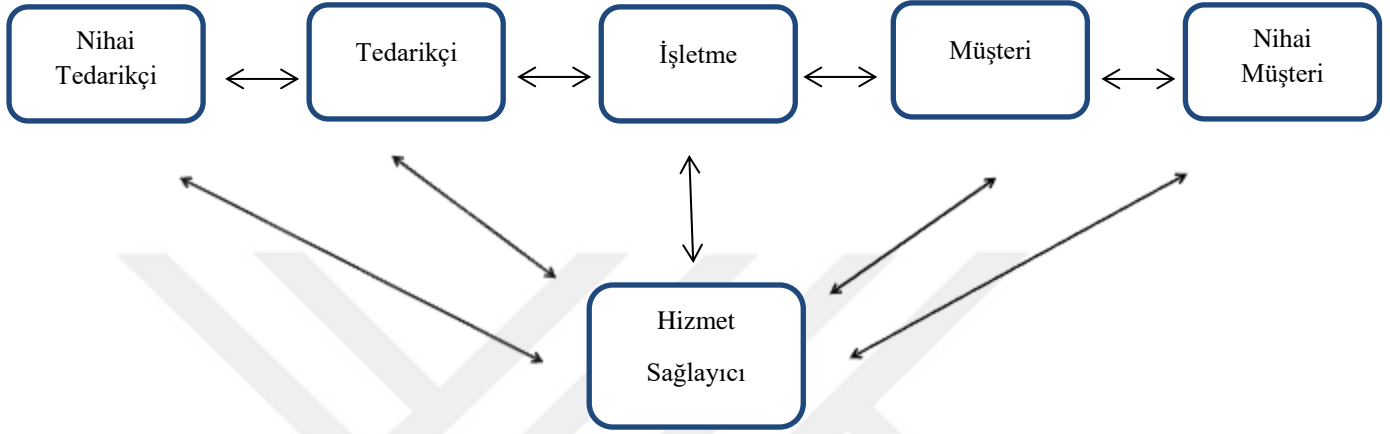 Nihai
Tedarikçi
Tedarikçi
İşletme
Müşteri
Nihai
Müşteri
Hizmet
Sağlayıcı